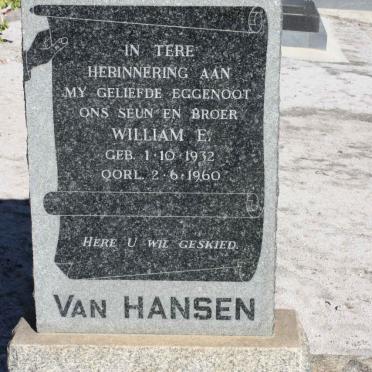 IN TERE
HERINNERING AAN
MY GELIEFDE EGGENOOT
ONS SEUN EN BROER
WILLIAM E.
GEB. 1·10·1932
OORL. 2·6·1960
HERE U WIL GESKIED.
VAN HANSEN